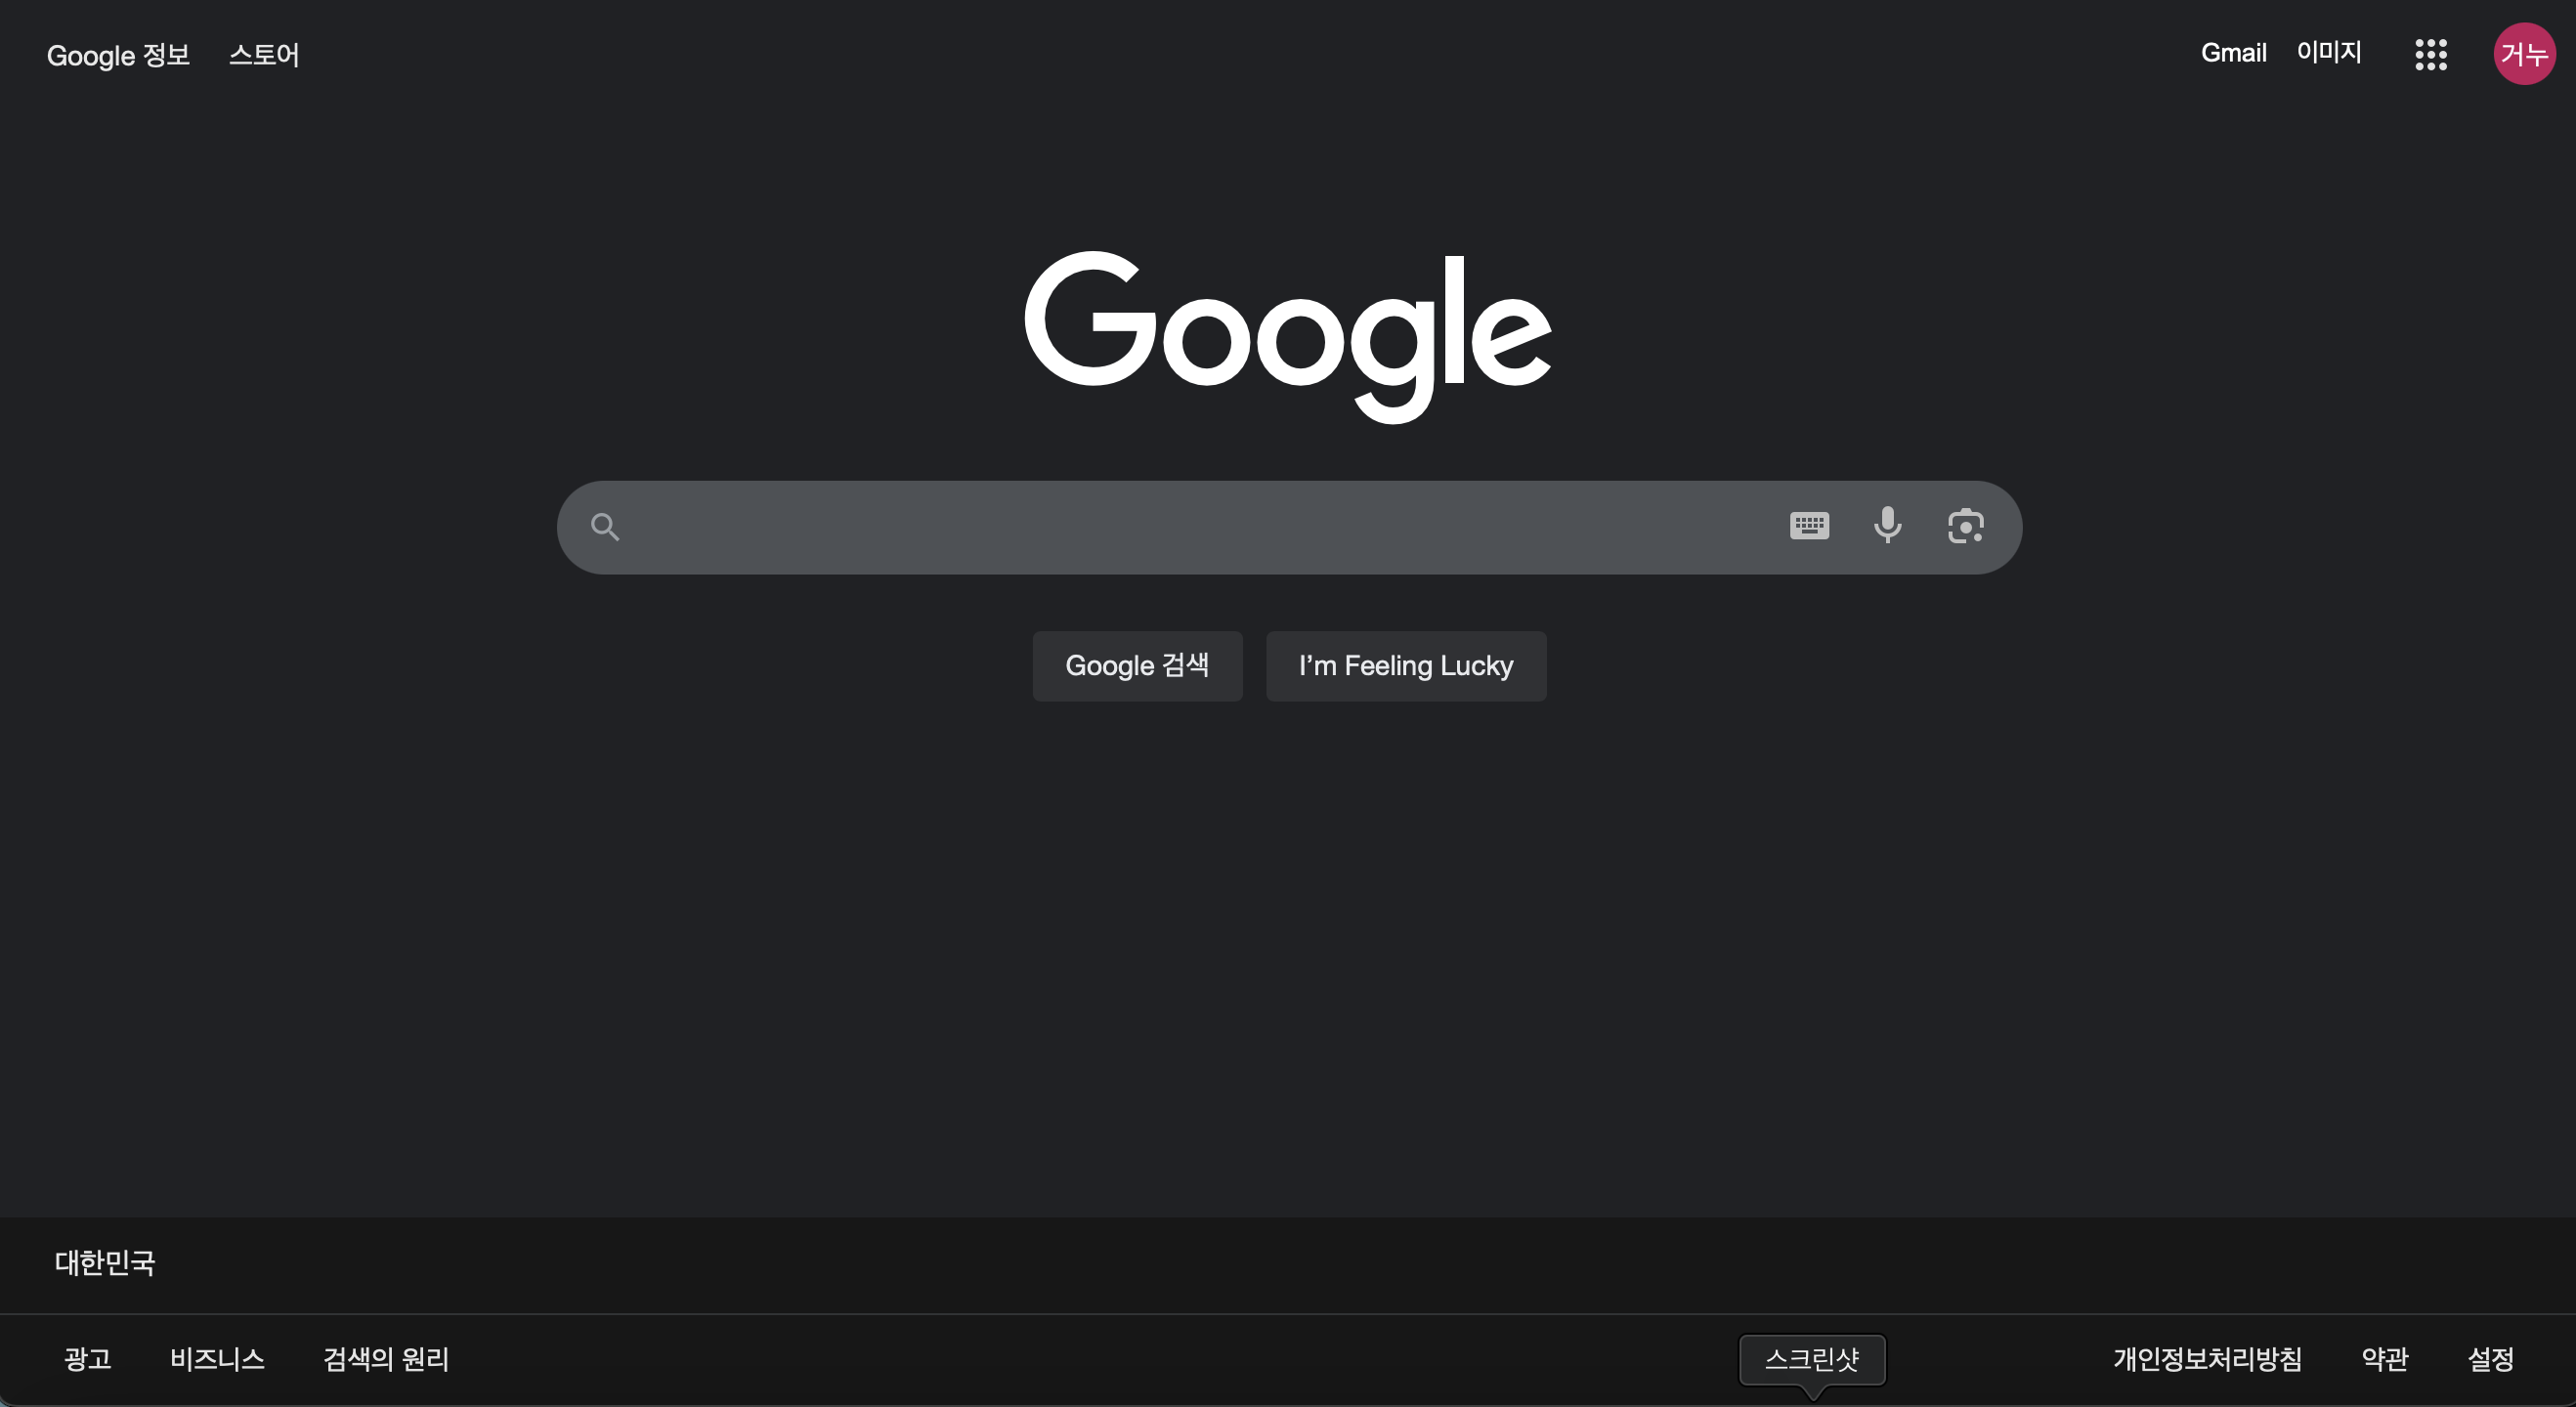 Google 정보 스토어 Gmail 이미지 거누
Google
Google 검색 I'm Feeling Lucky
대한민국
광고 비즈니스 검색의 원리 스크린샷 개인정보처리방침 약관 설정